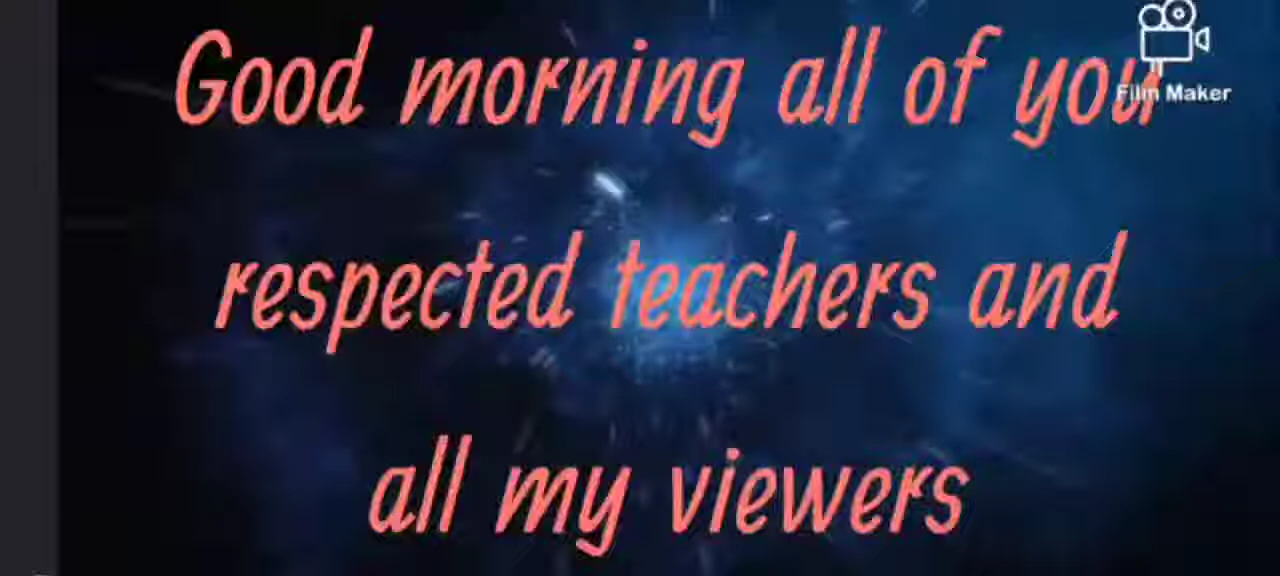 Good morning all of you
Film Maker
respected teachers and
all my viewers